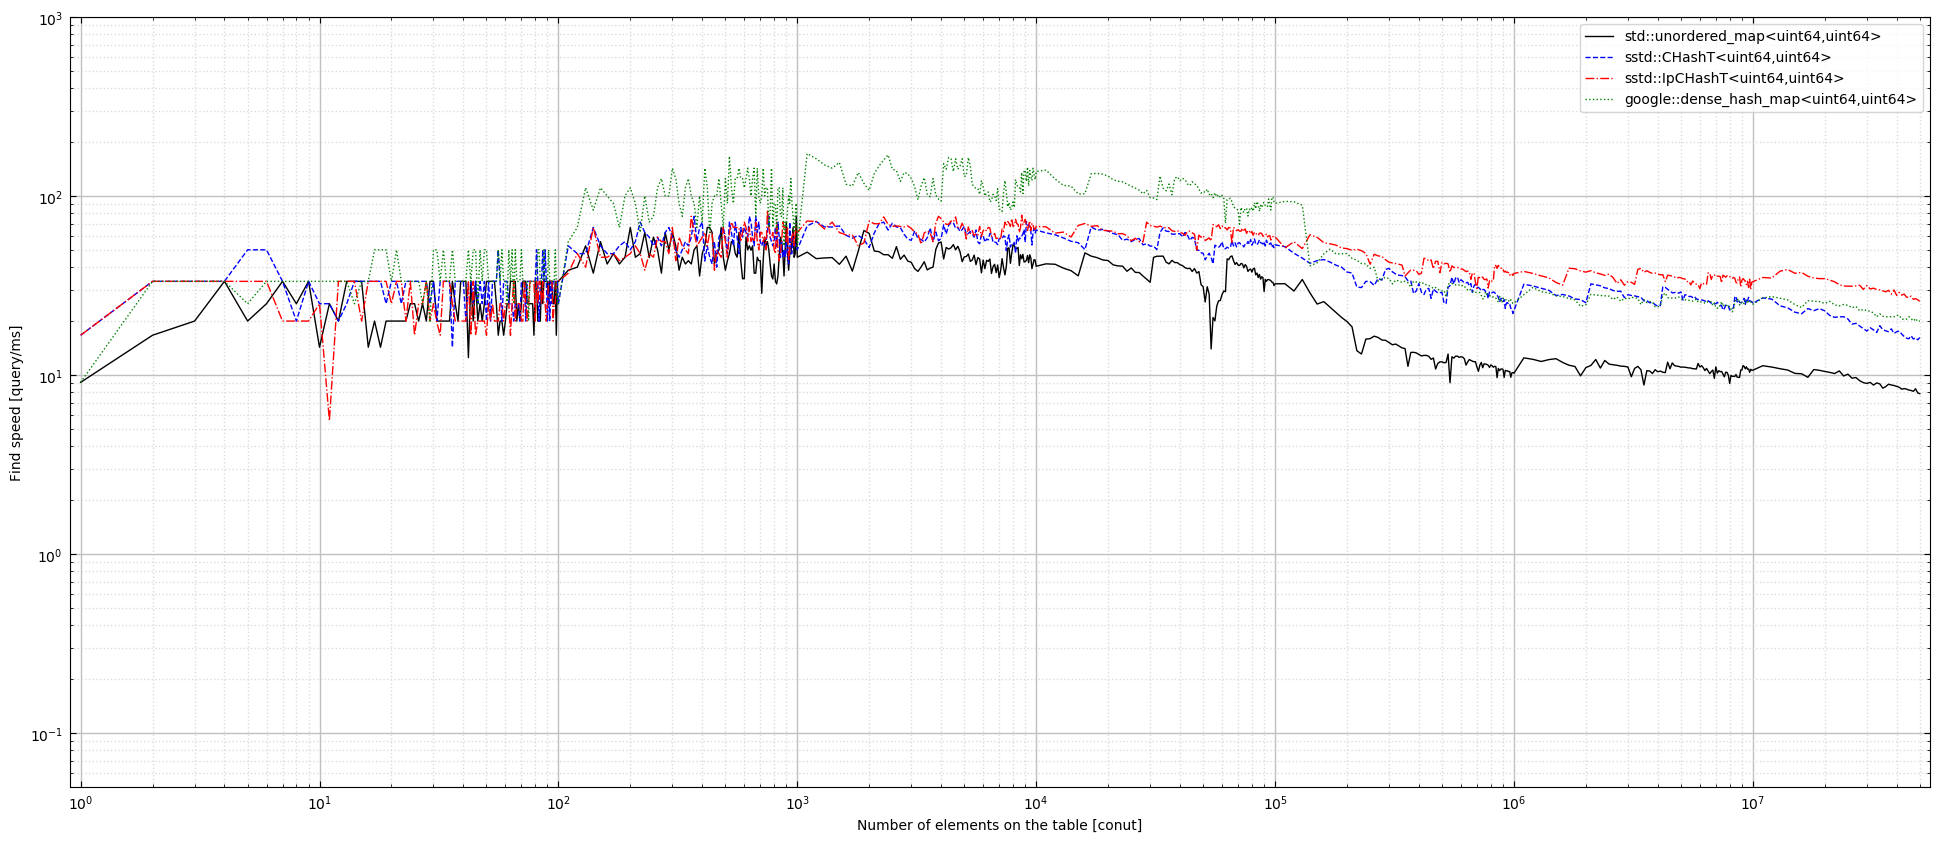 10³
10²
10¹
10⁰
10⁻¹
Find speed [query/ms]
std::unordered_map<uint64,uint64>
sstd::CHashT<uint64,uint64>
sstd::IpCHashT<uint64,uint64>
google::dense_hash_map<uint64,uint64>
10⁰ 10¹ 10² 10³ 10⁴ 10⁵ 10⁶ 10⁷
Number of elements on the table [conut]